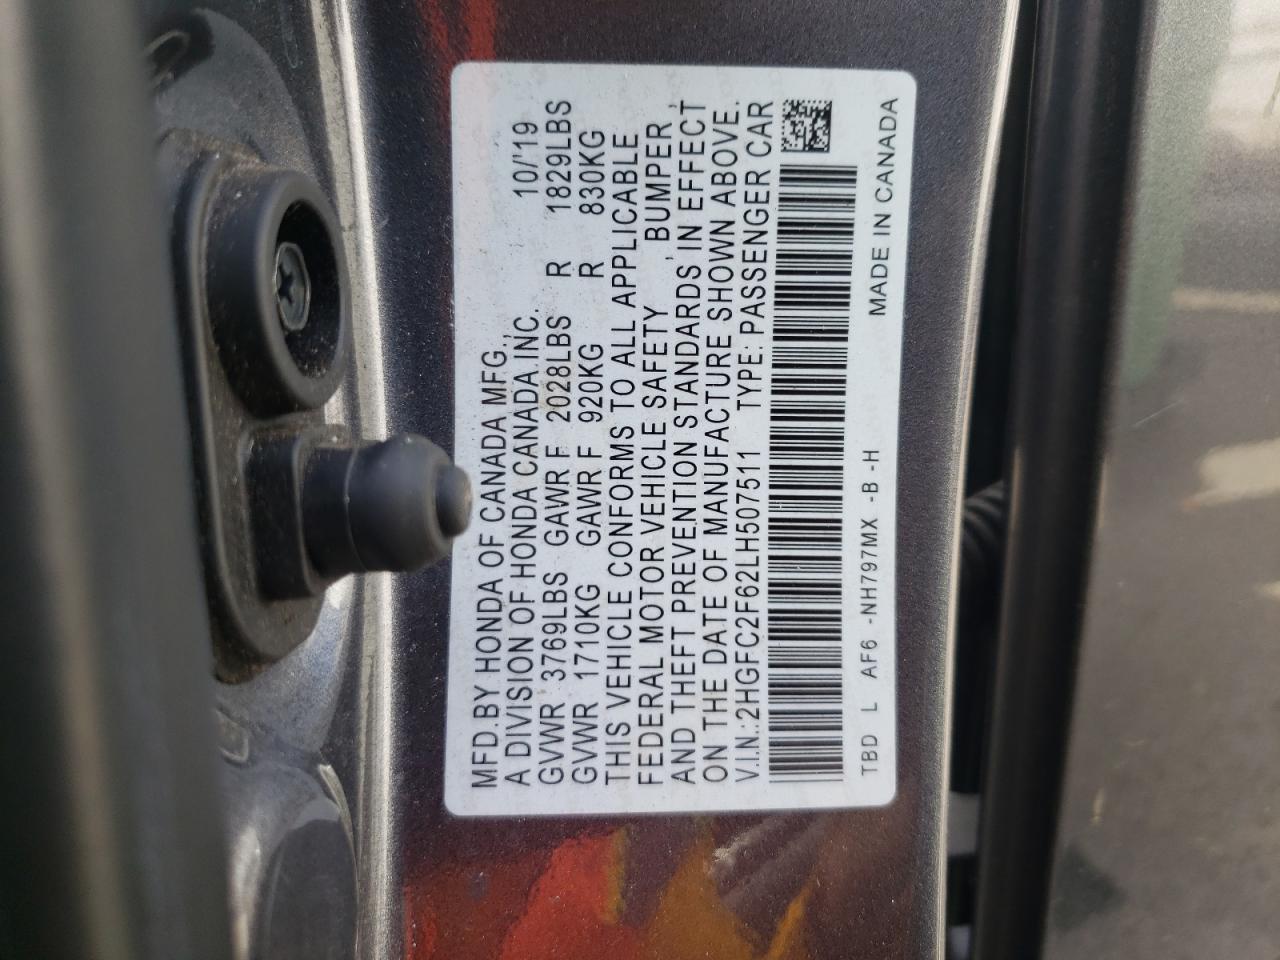 MFD.BY HONDA OF CANADA MFG.,
A DIVISION OF HONDA CANADA INC. 10/'19
GVWR 3769LBS GAWR F 2028LBS R 1829LBS
GVWR 1710KG GAWR F 920KG R 830KG
THIS VEHICLE CONFORMS TO ALL APPLICABLE
FEDERAL MOTOR VEHICLE SAFETY , BUMPER,
AND THEFT PREVENTION STANDARDS IN EFFECT
ON THE DATE OF MANUFACTURE SHOWN ABOVE.
V.I.N.:2HGFC2F62LH507511 TYPE: PASSENGER CAR
TBD L AF6 -NH797MX -B -H MADE IN CANADA